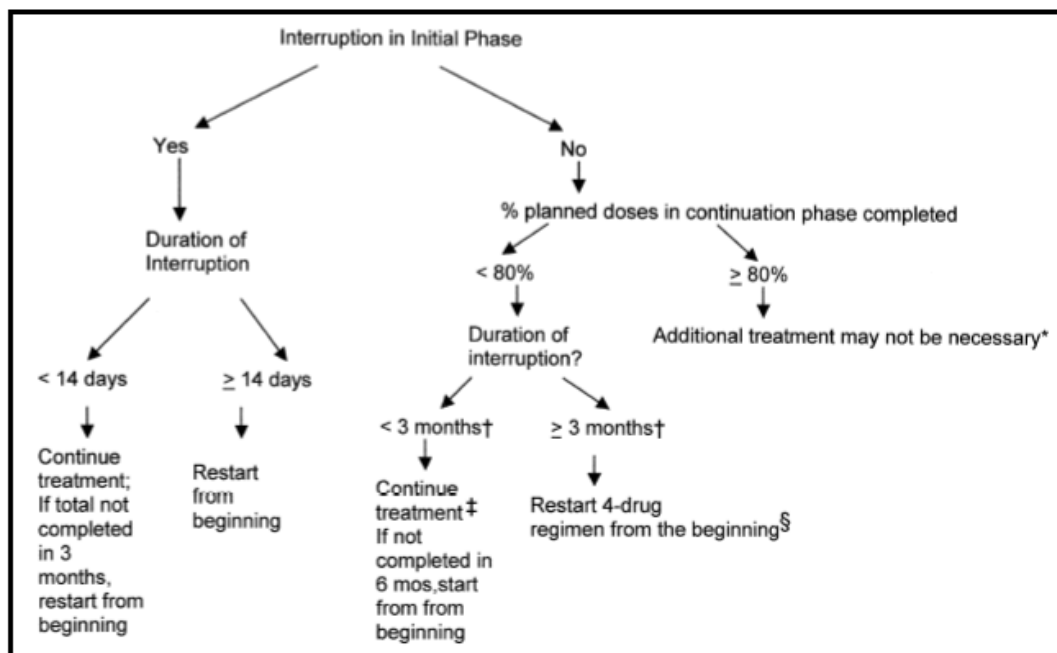 Interruption in Initial Phase
Yes
No
% planned doses in continuation phase completed
Duration of
Interruption
< 80%
≥ 80%
Duration of
interruption?
Additional treatment may not be necessary*
< 14 days
≥ 14 days
< 3 months†
≥ 3 months†
Continue
treatment;
If total not
completed
in 3
months,
restart from
beginning
Restart
from
beginning
Continue
treatment‡
If not
completed in
6 mos,start
from from
beginning
Restart 4-drug
regimen from the beginning§